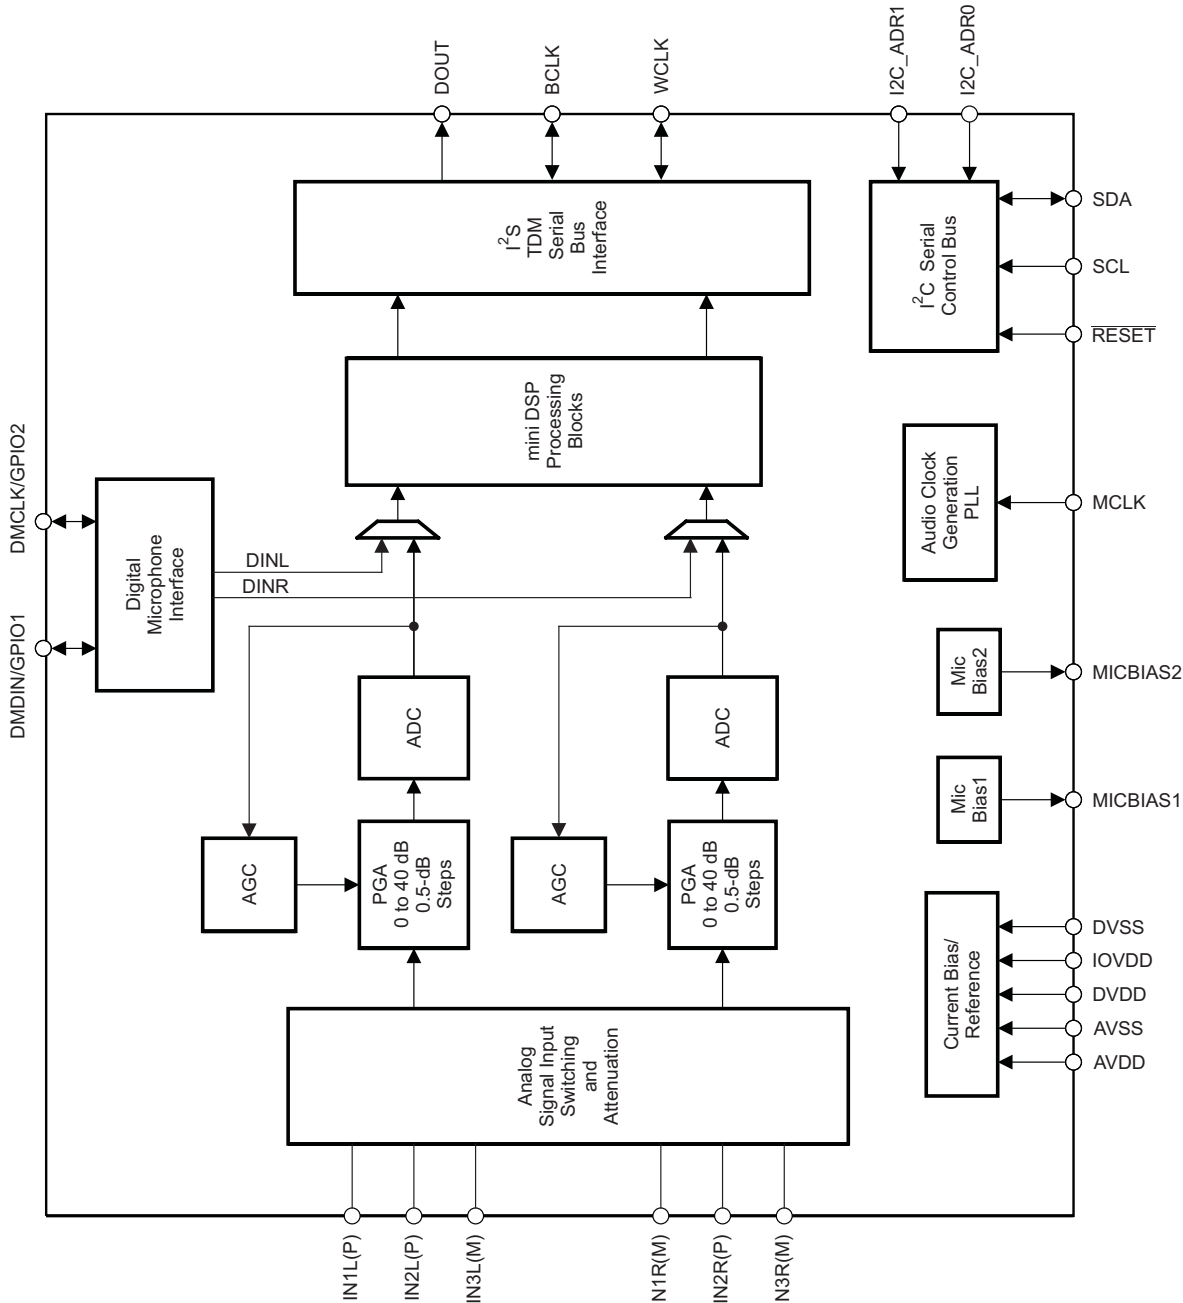 DOUT
BCLK
WCLK
I2C_ADR1
I2C_ADR0
I²S
TDM
Serial
Bus
Interface
I²C Serial
Control Bus
SDA
SCL
RESET
mini DSP
Processing
Blocks
Audio Clock
Generation
PLL
MCLK
DMCLK/GPIO2
DMDIN/GPIO1
Digital
Microphone
Interface
DINL
DINR
ADC
ADC
Mic
Bias2
MICBIAS2
Mic
Bias1
MICBIAS1
AGC
PGA
0 to 40 dB
0.5-dB
Steps
AGC
PGA
0 to 40 dB
0.5-dB
Steps
Current Bias/
Reference
DVSS
IOVDD
DVDD
AVSS
AVDD
Analog
Signal Input
Switching
and
Attenuation
IN1L(P)
IN2L(P)
IN3L(M)
N1R(M)
IN2R(P)
N3R(M)